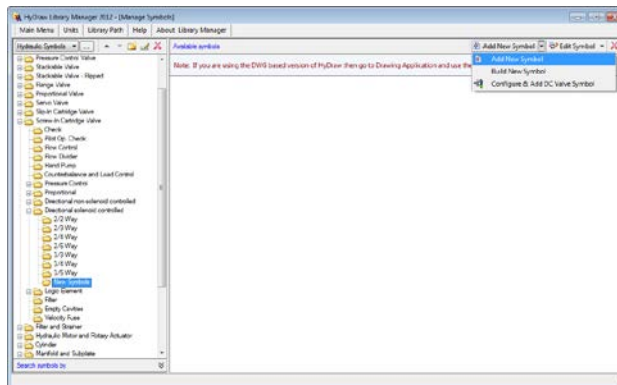 HyDraw Library Manager 2012 - [Manage Symbols]
Main Menu Units Library Path Help About Library Manager
Hydraulic Symbols ... Available symbols Add New Symbol Edit Symbol
Note: If you are using the DWG based version of HyDraw then go to Drawing Application and use the
Add New Symbol
Build New Symbol
Configure & Add DC Valve Symbol
Pressure Control Valve
Stackable Valve
Stackable Valve - Repert
Flange Valve
Proportional Valve
Servo Valve
Slip-in Cartridge Valve
Screw-in Cartridge Valve
Check
Pilot Op. Check
Flow Control
Flow Divider
Hand Pump
Counterbalance and Load Control
Pressure Control
Proportional
Directional non-solenoid controlled
Directional solenoid controlled
2/2 Way
2/3 Way
2/4 Way
2/6 Way
3/3 Way
3/4 Way
3/5 Way
New Symbols
Logic Element
Filter
Empty Cavities
Velocity Fuse
Filter and Strainer
Hydraulic Motor and Rotary Actuator
Cylinder
Manifold and Subplate
Search symbols by